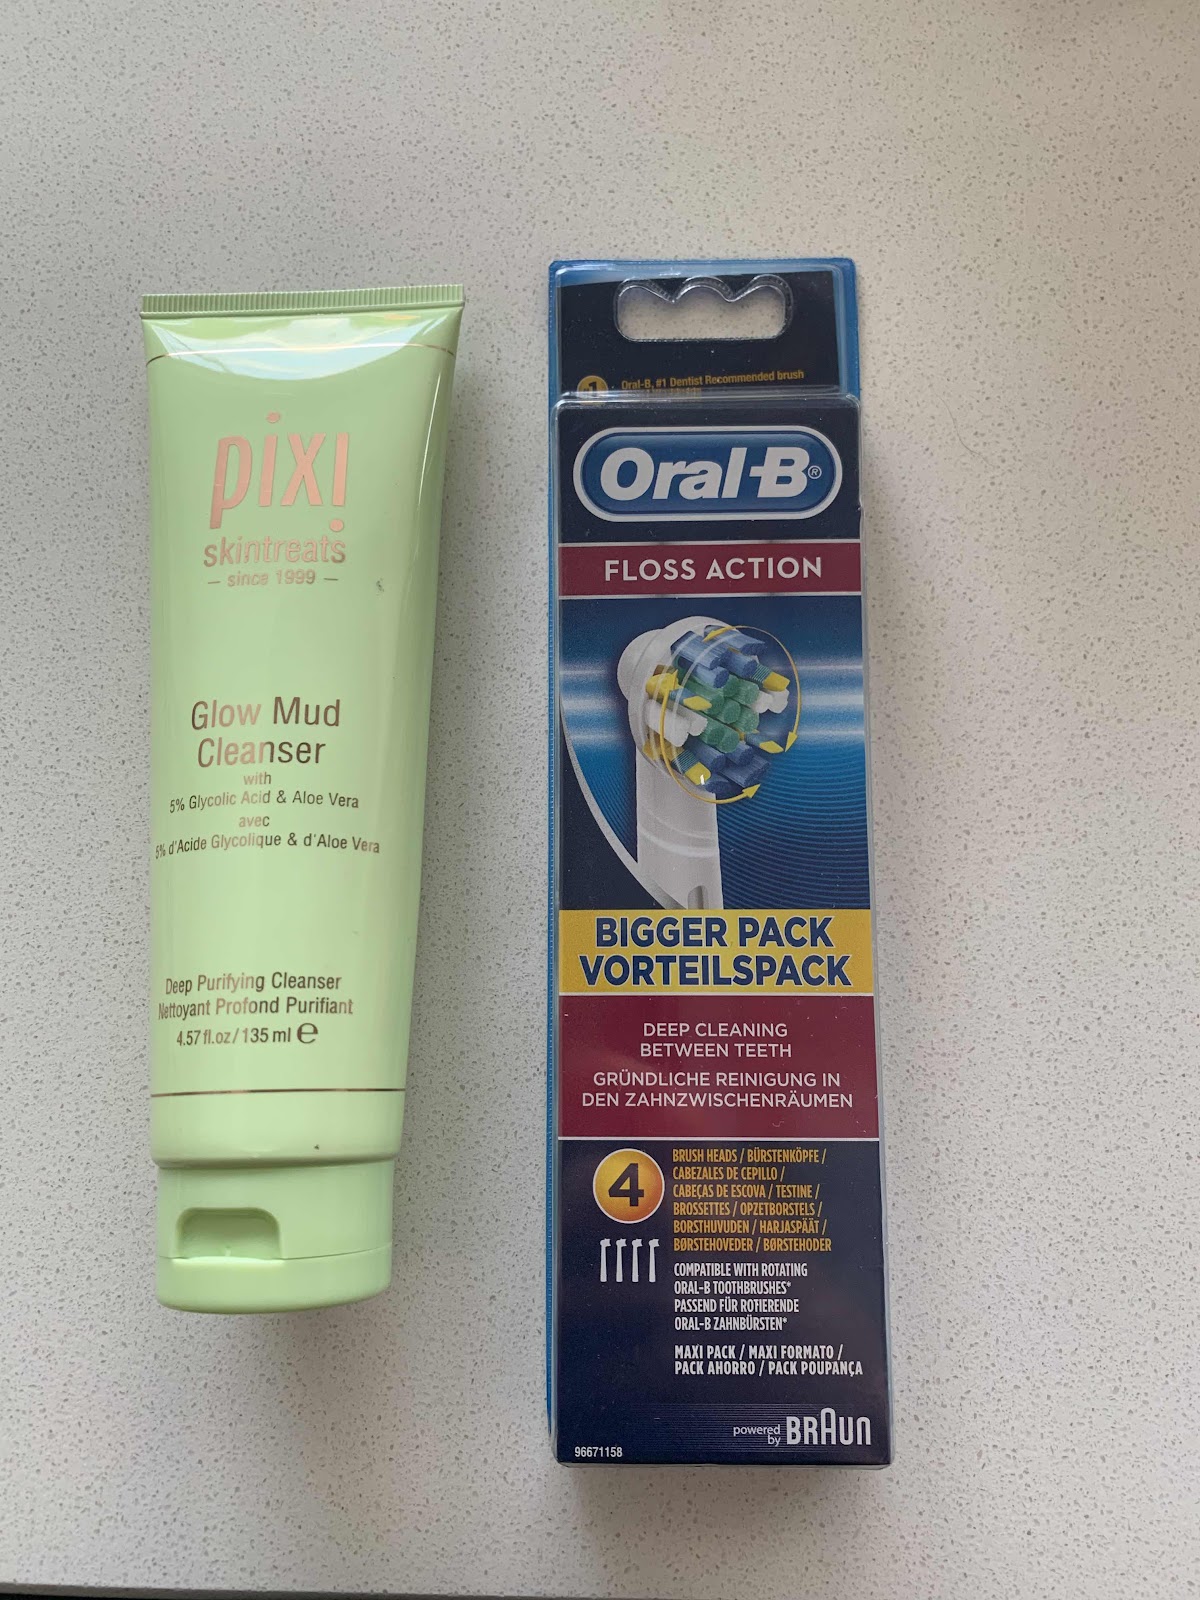 pixi
skintreats
– since 1999 –
Glow Mud
Cleanser
with
5% Glycolic Acid & Aloe Vera
avec
5% d'Acide Glycolique & d'Aloe Vera
Deep Purifying Cleanser
Nettoyant Profond Purifiant
4.57 fl.oz/135 ml ℮
#1 Oral-B, #1 Dentist Recommended brush
Oral-B®
FLOSS ACTION
BIGGER PACK
VORTEILSPACK
DEEP CLEANING
BETWEEN TEETH
GRÜNDLICHE REINIGUNG IN
DEN ZAHNZWISCHENRÄUMEN
4
BRUSH HEADS / BÜRSTENKÖPFE /
CABEZALES DE CEPILLO /
CABEÇAS DE ESCOVA / TESTINE /
BROSSETTES / OPZETBORSTELS /
BORSTHUVUDEN / HARJASPÄÄT /
BØRSTEHOVEDER / BØRSTEHODER
COMPATIBLE WITH ROTATING
ORAL-B TOOTHBRUSHES*
PASSEND FÜR ROTIERENDE
ORAL-B ZAHNBÜRSTEN*
MAXI PACK / MAXI FORMATO /
PACK AHORRO / PACK POUPANÇA
powered by BRAUN
96671158